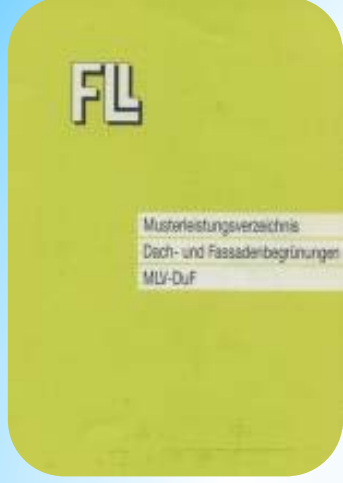 FLL
Musterleistungsverzeichnis
Dach- und Fassadenbegrünungen
MLV-DuF